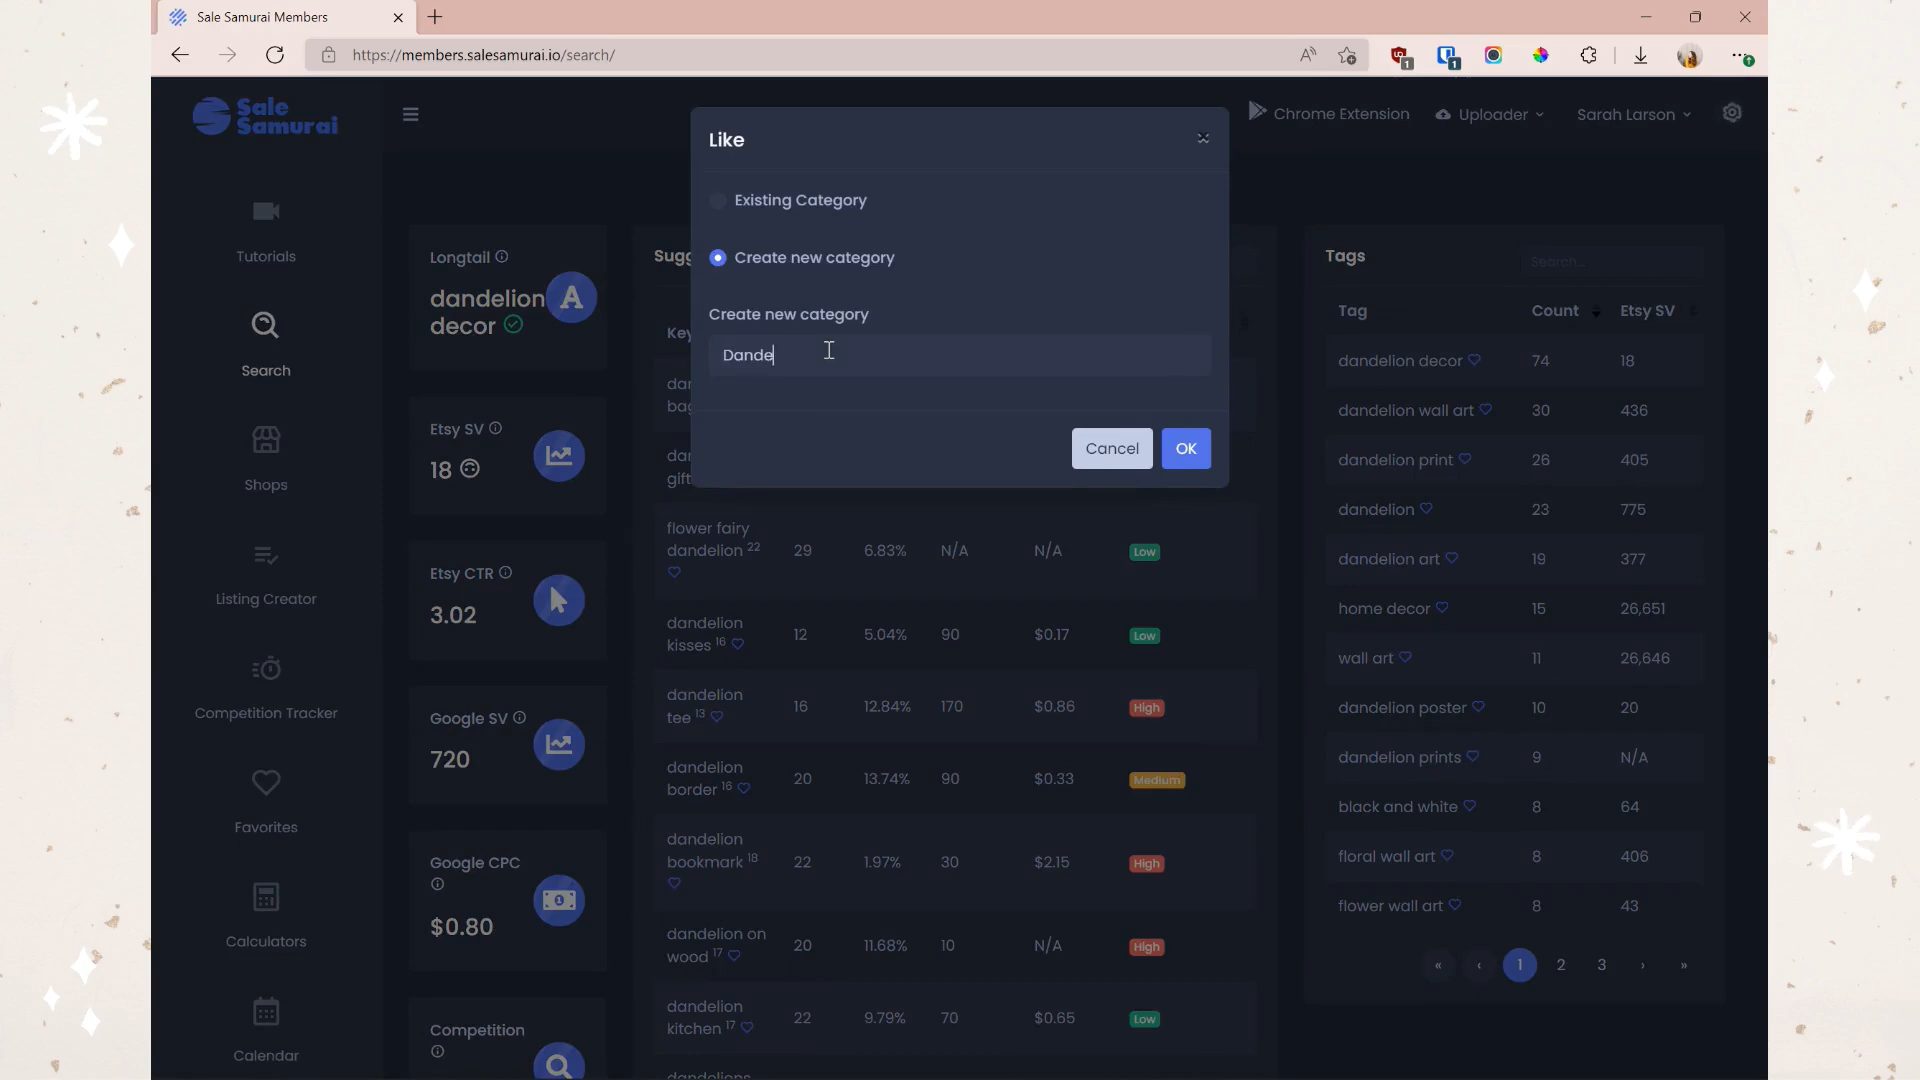 Sale Samurai Members
https://members.salesamurai.io/search/
1
1
Sale
Samurai
Chrome Extension
Uploader
Sarah Larson
Tutorials
Search
Shops
Listing Creator
Competition Tracker
Favorites
Calculators
Calendar
Longtail
dandelion
decor
A
Etsy SV
18
Etsy CTR
3.02
Google SV
720
Google CPC
$0.80
Competition
Like
Existing Category
Create new category
Create new category
Dande
Cancel
OK
Sugg
Key
dan
bag
dan
gift
flower fairy
dandelion 22 29 6.83% N/A N/A Low
dandelion
kisses 16 12 5.04% 90 $0.17 Low
dandelion
tee 13 16 12.84% 170 $0.86 High
dandelion
border 16 20 13.74% 90 $0.33 Medium
dandelion
bookmark 18 22 1.97% 30 $2.15 High
dandelion on
wood 17 20 11.68% 10 N/A High
dandelion
kitchen 17 22 9.79% 70 $0.65 Low
dandelions
Tags
Search...
Tag Count Etsy SV
dandelion decor 74 18
dandelion wall art 30 436
dandelion print 26 405
dandelion 23 775
dandelion art 19 377
home decor 15 26,651
wall art 11 26,646
dandelion poster 10 20
dandelion prints 9 N/A
black and white 8 64
floral wall art 8 406
flower wall art 8 43
« ‹ 1 2 3 › »